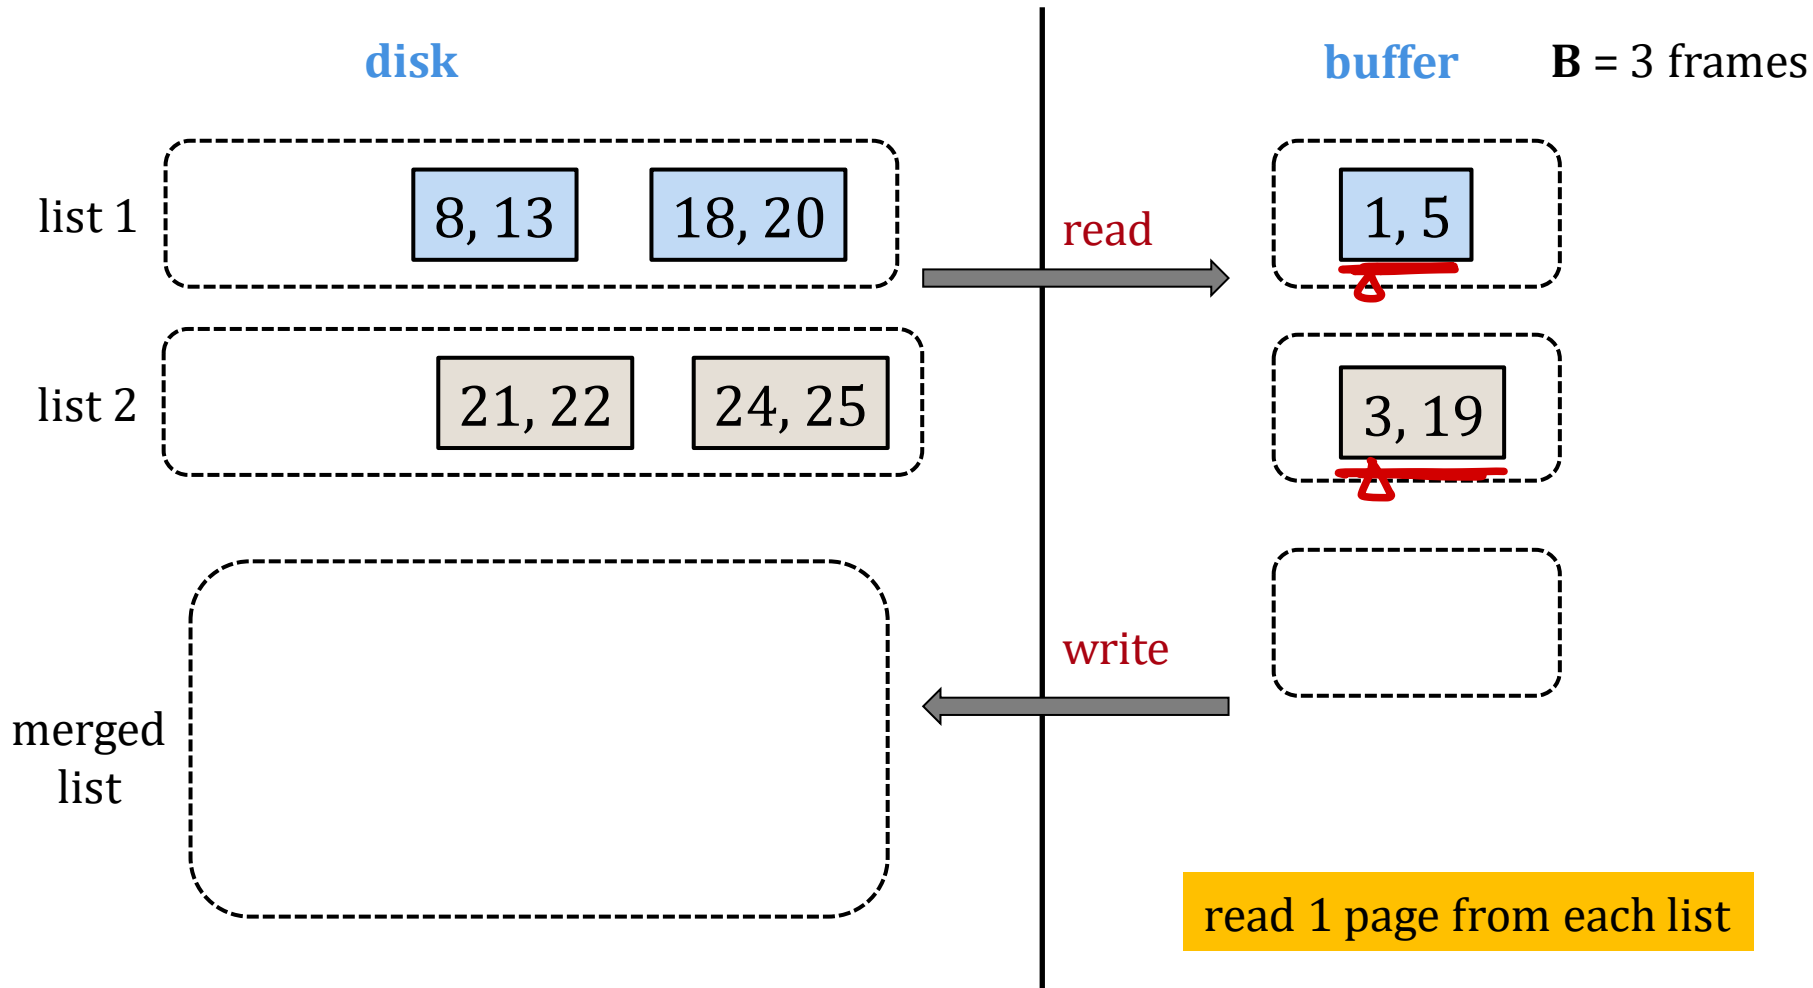 disk
buffer
B = 3 frames
list 1
8, 13
18, 20
read
1, 5
list 2
21, 22
24, 25
3, 19
write
merged
list
read 1 page from each list